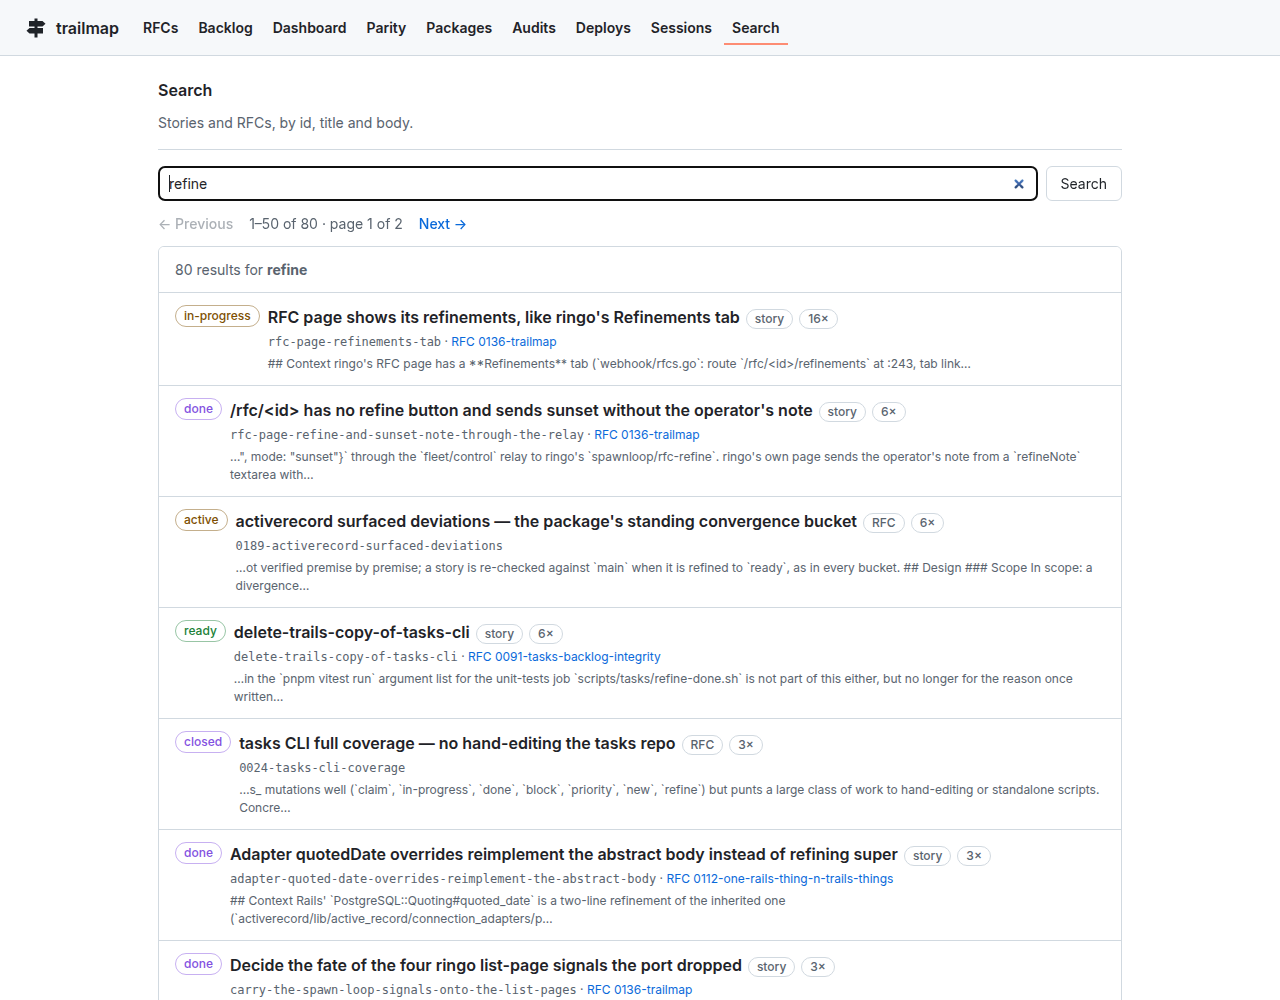 trailmap RFCs Backlog Dashboard Parity Packages Audits Deploys Sessions Search
Search
Stories and RFCs, by id, title and body.
refine × Search
← Previous 1–50 of 80 · page 1 of 2 Next →
80 results for refine
in-progress RFC page shows its refinements, like ringo's Refinements tab story 16×
rfc-page-refinements-tab · RFC 0136-trailmap
## Context ringo's RFC page has a **Refinements** tab (`webhook/rfcs.go`: route `/rfc/<id>/refinements` at :243, tab link...
done /rfc/<id> has no refine button and sends sunset without the operator's note story 6×
rfc-page-refine-and-sunset-note-through-the-relay · RFC 0136-trailmap
...", mode: "sunset"}` through the `fleet/control` relay to ringo's `spawnloop/rfc-refine`. ringo's own page sends the operator's note from a `refineNote`
textarea with...
active activerecord surfaced deviations — the package's standing convergence bucket RFC 6×
0189-activerecord-surfaced-deviations
...ot verified premise by premise; a story is re-checked against `main` when it is refined to `ready`, as in every bucket. ## Design ### Scope In scope: a
divergence...
ready delete-trails-copy-of-tasks-cli story 6×
delete-trails-copy-of-tasks-cli · RFC 0091-tasks-backlog-integrity
...in the `pnpm vitest run` argument list for the unit-tests job `scripts/tasks/refine-done.sh` is not part of this either, but no longer for the reason once
written...
closed tasks CLI full coverage — no hand-editing the tasks repo RFC 3×
0024-tasks-cli-coverage
...s_ mutations well (`claim`, `in-progress`, `done`, `block`, `priority`, `new`, `refine`) but punts a large class of work to hand-editing or standalone scripts.
Concre...
done Adapter quotedDate overrides reimplement the abstract body instead of refining super story 3×
adapter-quoted-date-overrides-reimplement-the-abstract-body · RFC 0112-one-rails-thing-n-trails-things
## Context Rails' `PostgreSQL::Quoting#quoted_date` is a two-line refinement of the inherited one
(`activerecord/lib/active_record/connection_adapters/p...
done Decide the fate of the four ringo list-page signals the port dropped story 3×
carry-the-spawn-loop-signals-onto-the-list-pages · RFC 0136-trailmap